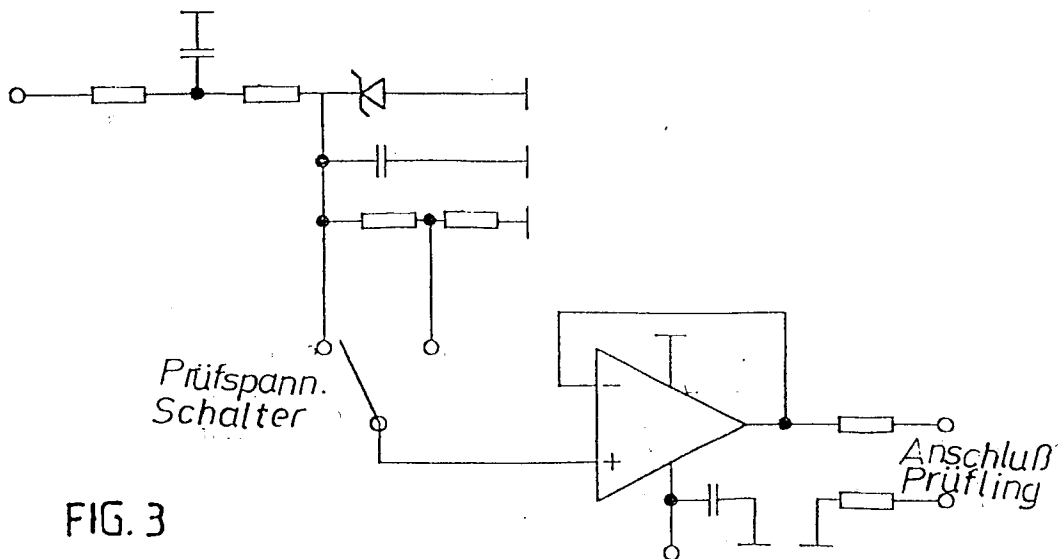 Prüfspann.
Schalter
−
+
Anschluß
Prüfling
FIG. 3